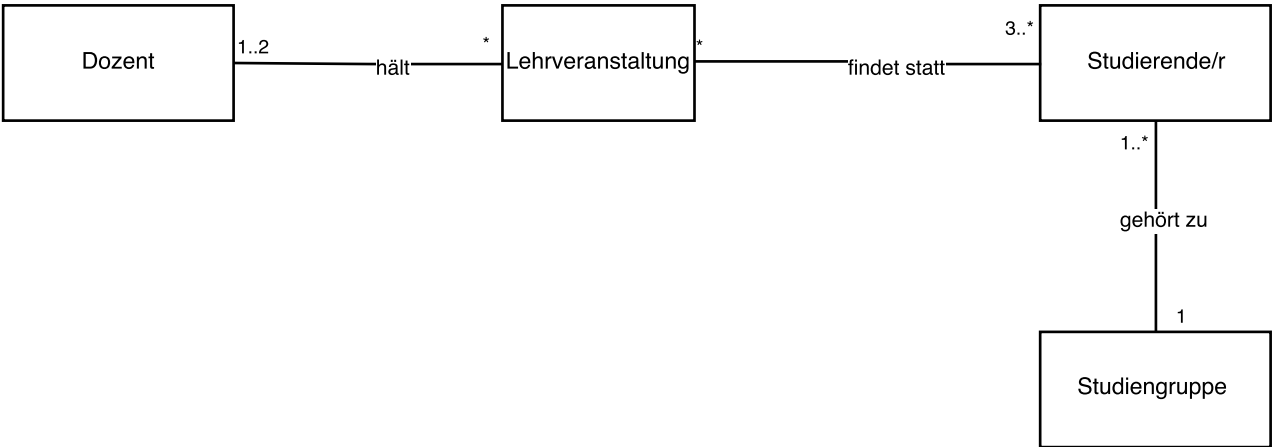 Dozent
1..2
hält
*
Lehrveranstaltung
*
findet statt
3..*
Studierende/r
1..*
gehört zu
1
Studiengruppe